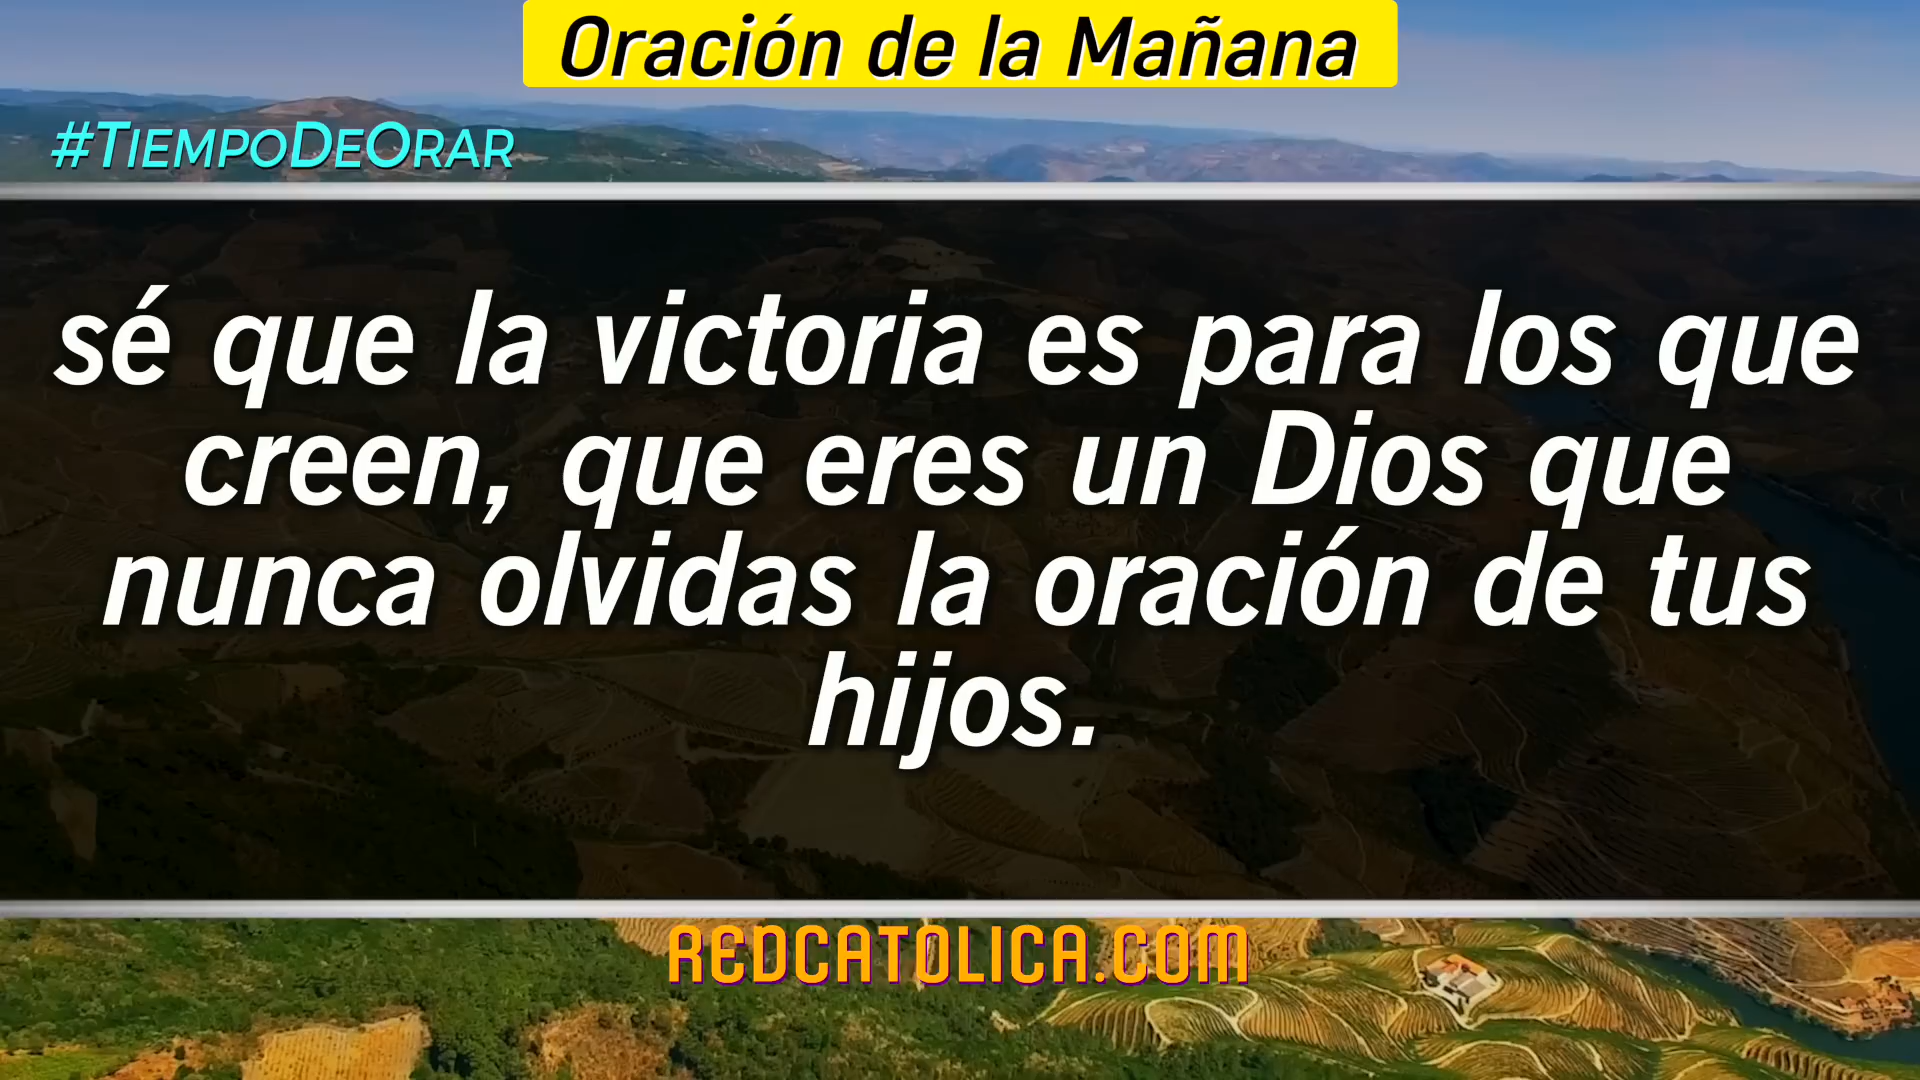 Oración de la Mañana
#TiempoDeOrar
sé que la victoria es para los que
creen, que eres un Dios que
nunca olvidas la oración de tus
hijos.
REDCATOLICA.COM